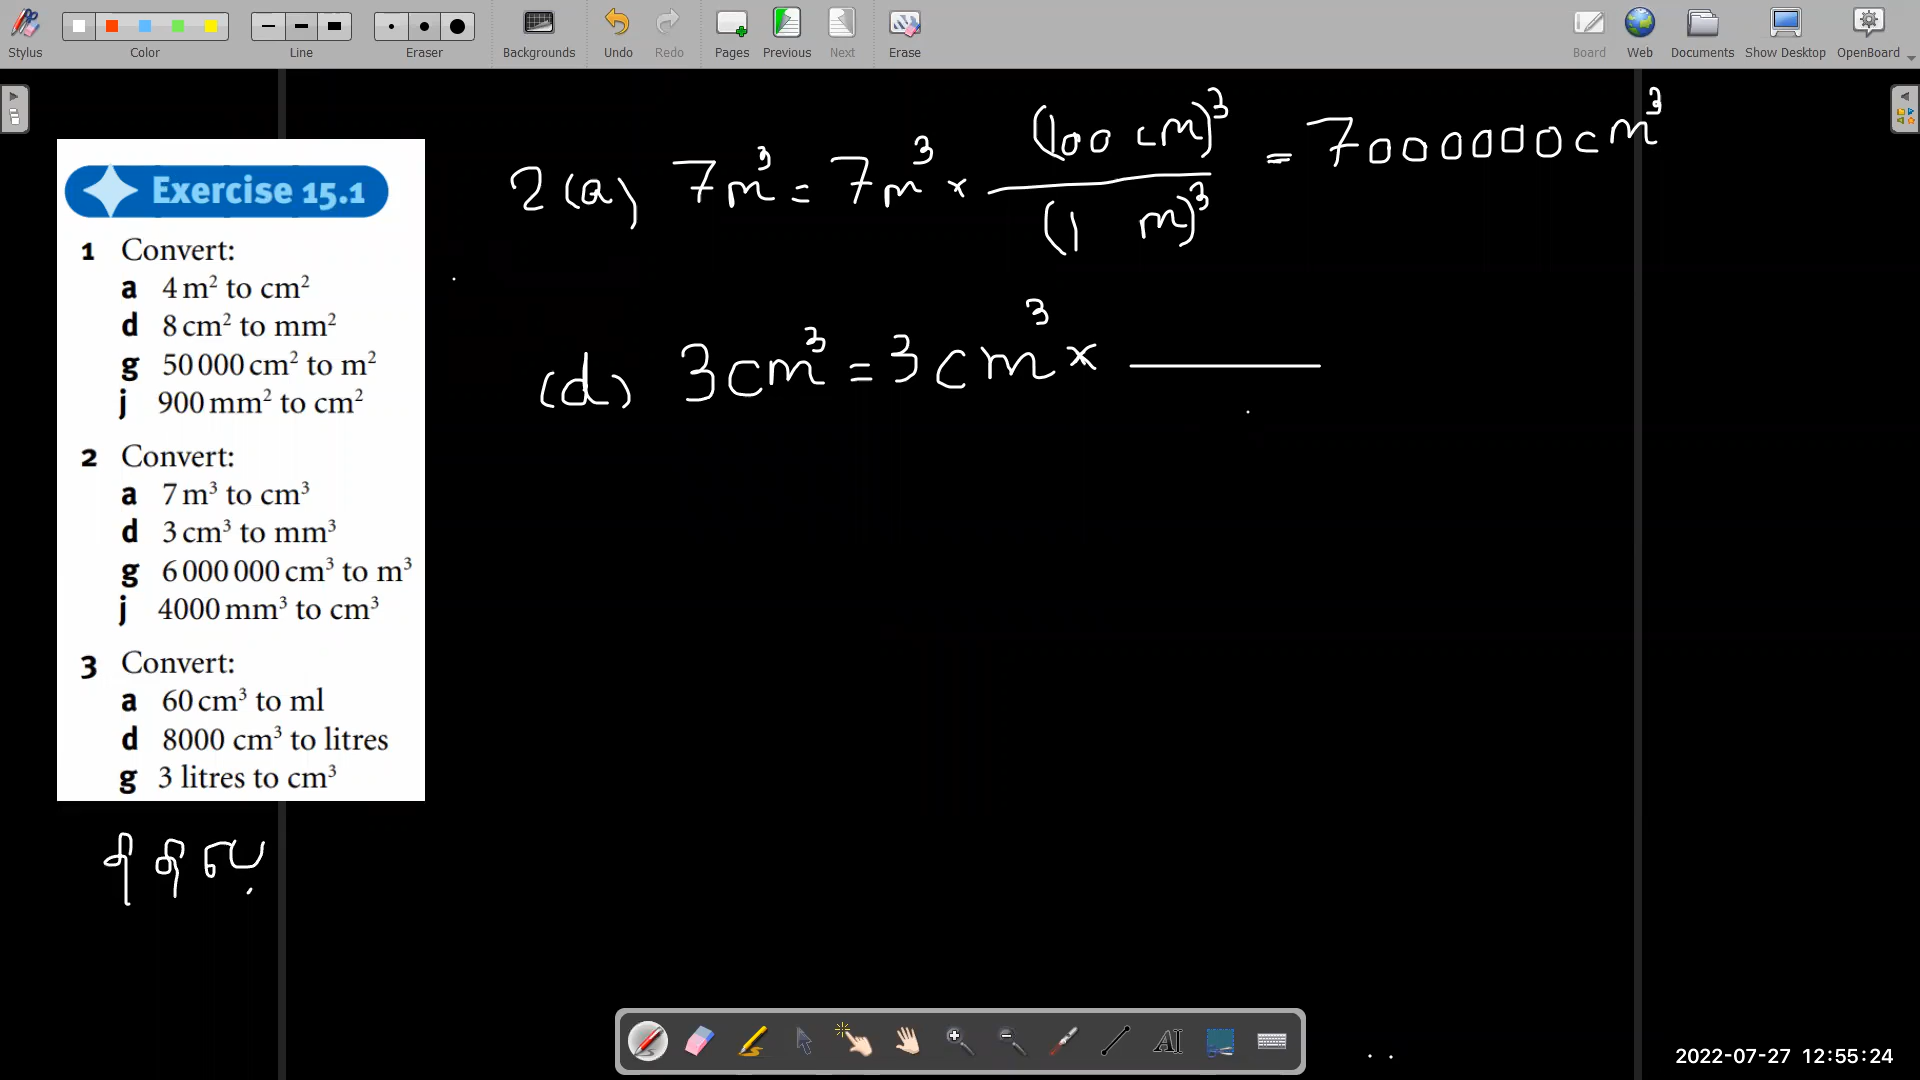 Stylus Color Line Eraser Backgrounds Undo Redo Pages Previous Next Erase Board Web Documents Show Desktop OpenBoard
Exercise 15.1
1 Convert:
a 4 m² to cm²
d 8 cm² to mm²
g 50 000 cm² to m²
j 900 mm² to cm²
2 Convert:
a 7 m³ to cm³
d 3 cm³ to mm³
g 6 000 000 cm³ to m³
j 4000 mm³ to cm³
3 Convert:
a 60 cm³ to ml
d 8000 cm³ to litres
g 3 litres to cm³
2(a) 7m³ = 7m³ × (100 cm)³ / (1 m)³ = 7000000cm³
(d) 3cm³ = 3cm³ ×
2022-07-27 12:55:24